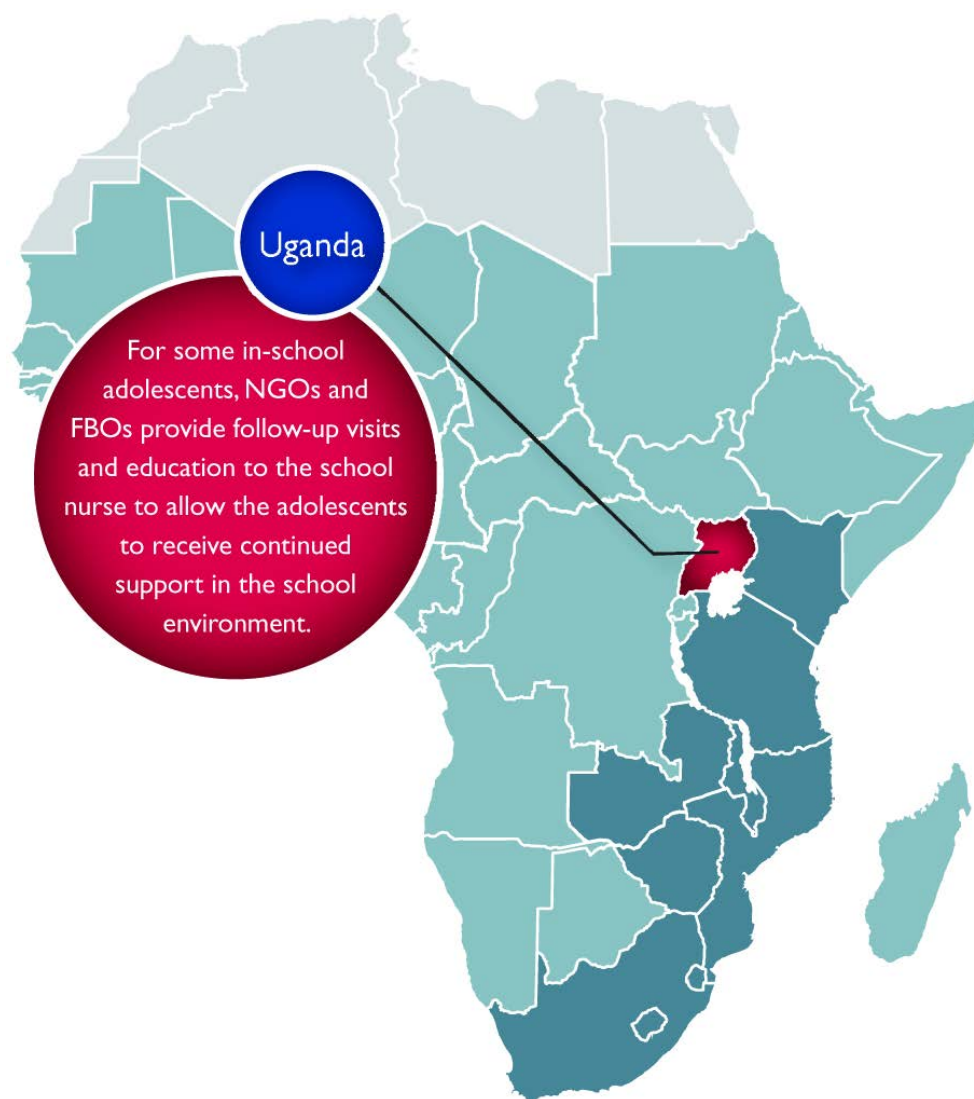 Uganda
For some in-school
adolescents, NGOs and
FBOs provide follow-up visits
and education to the school
nurse to allow the adolescents
to receive continued
support in the school
environment.